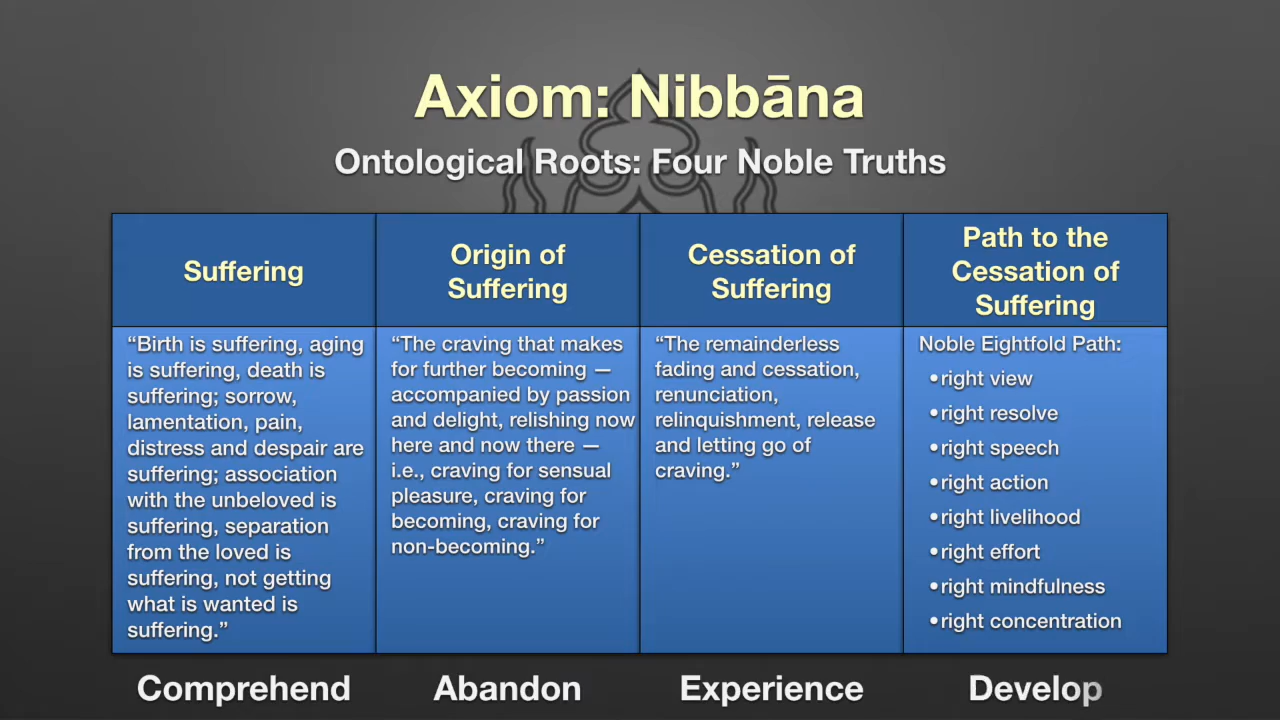 Axiom: Nibbāna
Ontological Roots: Four Noble Truths
Suffering
Origin of
Suffering
Cessation of
Suffering
Path to the
Cessation of
Suffering
“Birth is suffering, aging
is suffering, death is
suffering; sorrow,
lamentation, pain,
distress and despair are
suffering; association
with the unbeloved is
suffering, separation
from the loved is
suffering, not getting
what is wanted is
suffering.”
“The craving that makes
for further becoming —
accompanied by passion
and delight, relishing now
here and now there —
i.e., craving for sensual
pleasure, craving for
becoming, craving for
non-becoming.”
“The remainderless
fading and cessation,
renunciation,
relinquishment, release
and letting go of
craving.”
Noble Eightfold Path:
•right view
•right resolve
•right speech
•right action
•right livelihood
•right effort
•right mindfulness
•right concentration
Comprehend
Abandon
Experience
Develop